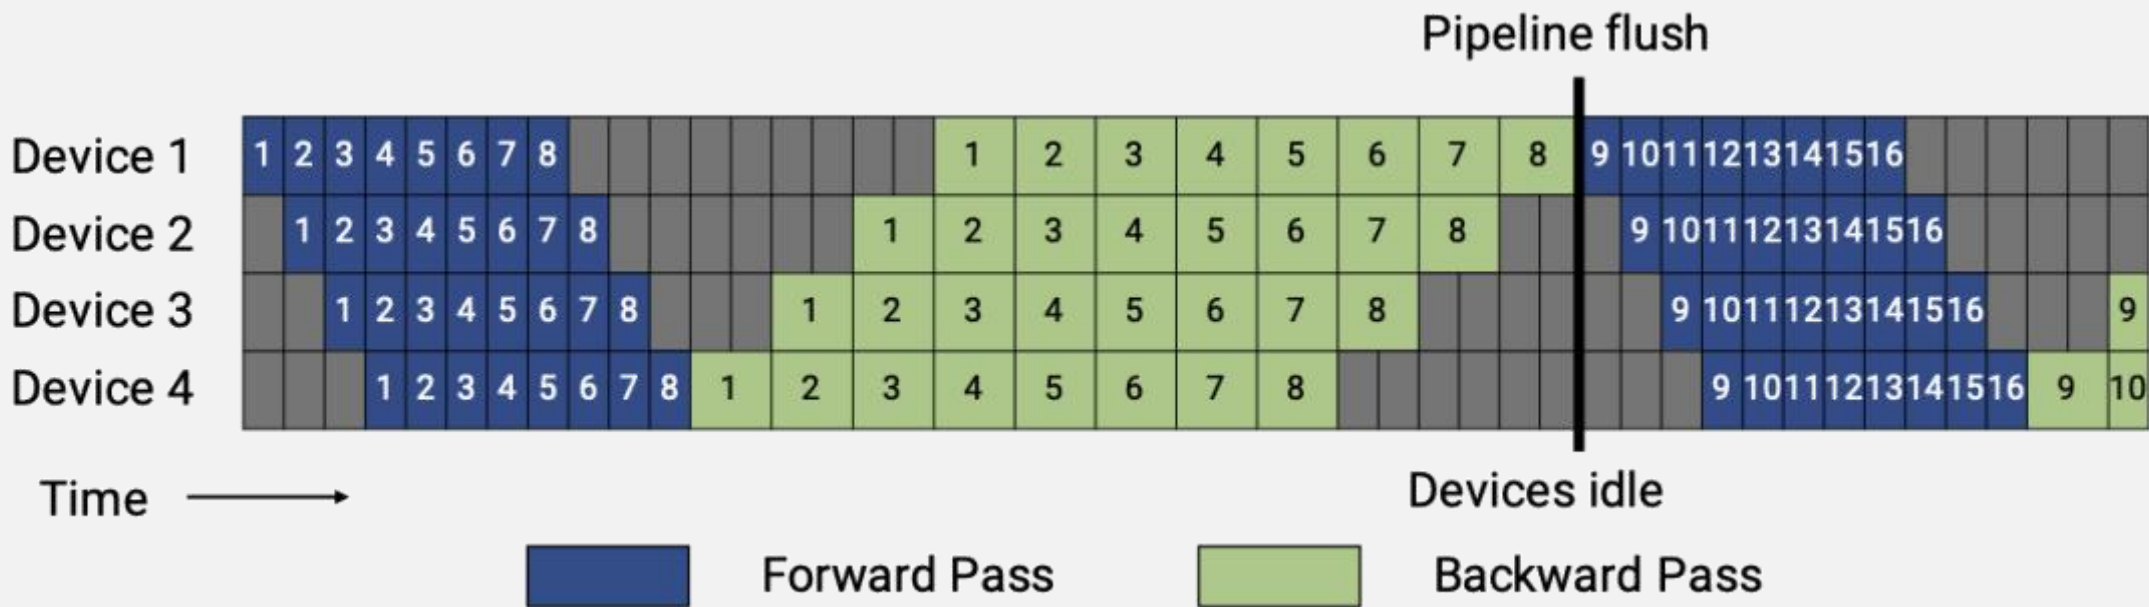 Pipeline flush
Device 1 1 2 3 4 5 6 7 8 1 2 3 4 5 6 7 8 9 10 11 12 13 14 15 16
Device 2 1 2 3 4 5 6 7 8 1 2 3 4 5 6 7 8 9 10 11 12 13 14 15 16
Device 3 1 2 3 4 5 6 7 8 1 2 3 4 5 6 7 8 9 10 11 12 13 14 15 16 9
Device 4 1 2 3 4 5 6 7 8 1 2 3 4 5 6 7 8 9 10 11 12 13 14 15 16 9 10
Time Devices idle
Forward Pass Backward Pass